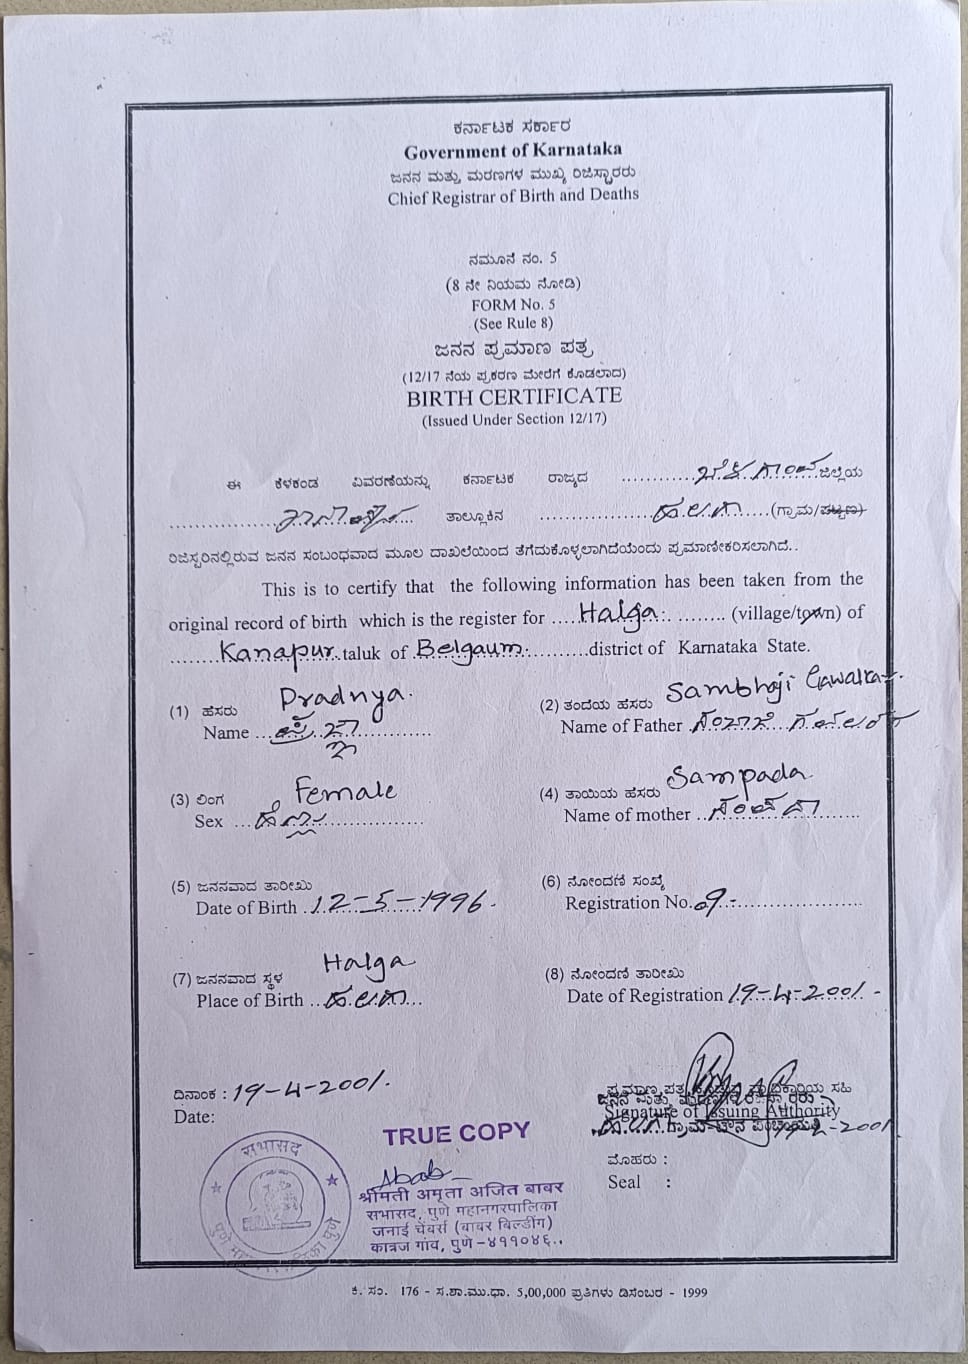 ಕರ್ನಾಟಕ ಸರ್ಕಾರ
Government of Karnataka
ಜನನ ಮತ್ತು ಮರಣಗಳ ಮುಖ್ಯ ರಿಜಿಸ್ಟ್ರಾರರು
Chief Registrar of Birth and Deaths
ನಮೂನೆ ನಂ. 5
(8 ನೇ ನಿಯಮ ನೋಡಿ)
FORM No. 5
(See Rule 8)
ಜನನ ಪ್ರಮಾಣ ಪತ್ರ
(12/17 ನೆಯ ಪ್ರಕರಣ ಮೇರೆಗೆ ಕೊಡಲಾದ)
BIRTH CERTIFICATE
(Issued Under Section 12/17)
ಈ ಕೆಳಕಂಡ ವಿವರಣೆಯನ್ನು ಕರ್ನಾಟಕ ರಾಜ್ಯದ ............ ಜಿಲ್ಲೆಯ
............ ತಾಲ್ಲೂಕಿನ ............ ಹಲಗಾ ......(ಗ್ರಾಮ/ಪಟ್ಟಣ)
ರಿಜಿಸ್ಟರಿನಲ್ಲಿರುವ ಜನನ ಸಂಬಂಧವಾದ ಮೂಲ ದಾಖಲೆಯಿಂದ ತೆಗೆದುಕೊಳ್ಳಲಾಗಿದೆಯೆಂದು ಪ್ರಮಾಣೀಕರಿಸಲಾಗಿದೆ..
This is to certify that the following information has been taken from the
original record of birth which is the register for .....Halga......... (village/town) of
.........Kanapur..taluk of Belgaum...........district of Karnataka State.
(1) ಹೆಸರು Pradnya.
Name ...............
(2) ತಂದೆಯ ಹೆಸರು Sambhaji Gawalkar.
Name of Father
(3) ಲಿಂಗ Female
Sex ...ಹೆಣ್ಣು...............
(4) ತಾಯಿಯ ಹೆಸರು Sampada
Name of mother ..ಸಂಪದಾ..........
(5) ಜನನವಾದ ತಾರೀಖು
Date of Birth .12-5-1996.
(6) ನೋಂದಣಿ ಸಂಖ್ಯೆ
Registration No. 09.-...................
(7) ಜನನವಾದ ಸ್ಥಳ Halga
Place of Birth ..ಹಲಗಾ...
(8) ನೋಂದಣಿ ತಾರೀಖು
Date of Registration 19-4-2001. -
ದಿನಾಂಕ : 19-4-2001.
Date:
Signature of Issuing Authority
ಮೊಹರು :
Seal :
TRUE COPY
श्रीमती अमृता अजित बाबर
सभासद, पुणे महानगरपालिका
जनाई चेंबर्स (बाबर बिल्डींग)
कात्रज गांव, पुणे -४११०४६..
सभासद
ಕ. ಸಂ. 176 - ಸ.ಶಾ.ಮು.ಧಾ. 5,00,000 ಪ್ರತಿಗಳು ಡಿಸೆಂಬರ - 1999